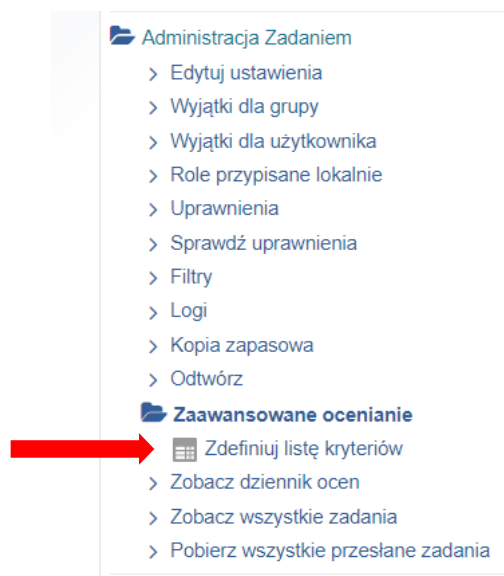 Administracja Zadaniem
Edytuj ustawienia
Wyjątki dla grupy
Wyjątki dla użytkownika
Role przypisane lokalnie
Uprawnienia
Sprawdź uprawnienia
Filtry
Logi
Kopia zapasowa
Odtwórz
Zaawansowane ocenianie
Zdefiniuj listę kryteriów
Zobacz dziennik ocen
Zobacz wszystkie zadania
Pobierz wszystkie przesłane zadania